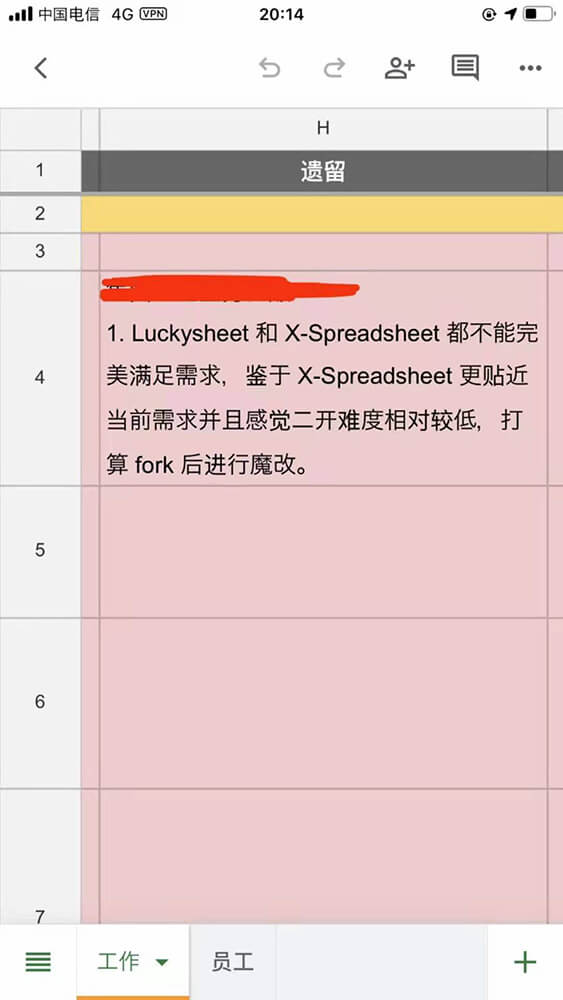 中国电信 4G VPN 20:14
H
1 遗留
2
3
4
1. Luckysheet 和 X-Spreadsheet 都不能完
美满足需求，鉴于 X-Spreadsheet 更贴近
当前需求并且感觉二开难度相对较低，打
算 fork 后进行魔改。
5
6
7
工作 员工